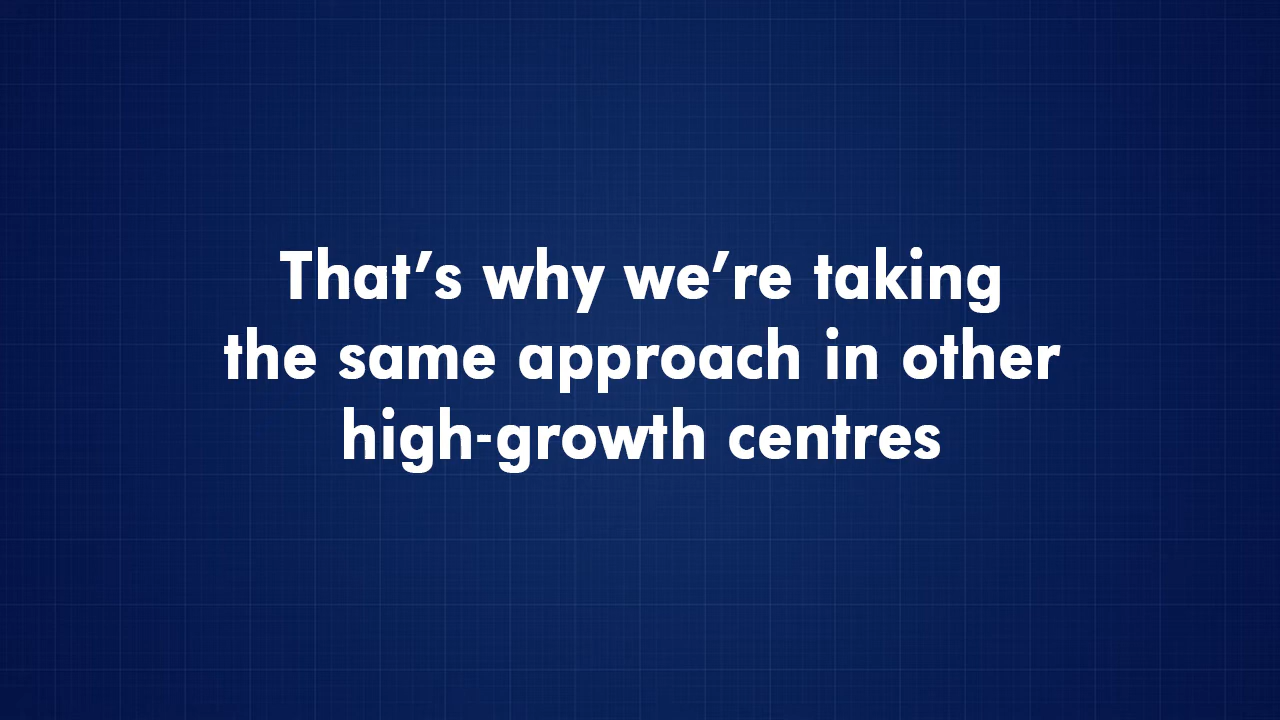 That’s why we’re taking
the same approach in other
high-growth centres